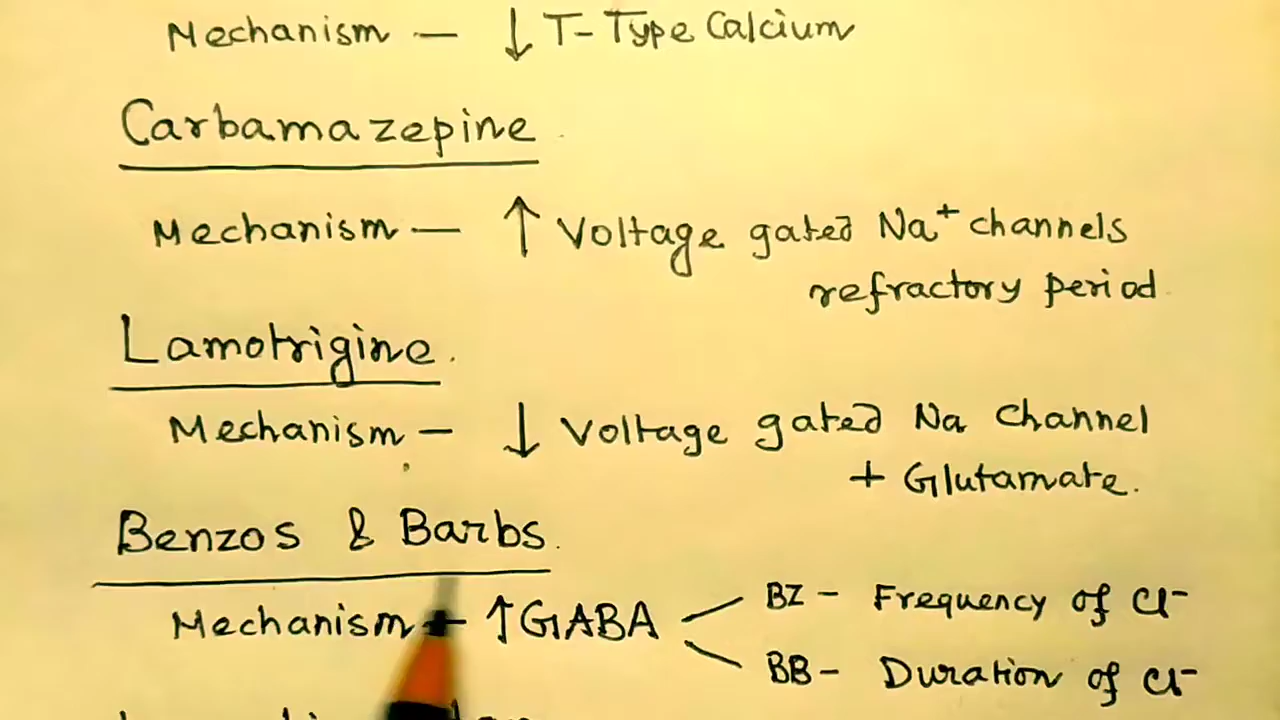 Mechanism — ↓ T-Type Calcium
Carbamazepine
Mechanism — ↑ Voltage gated Na+ channels
refractory period
Lamotrigine.
Mechanism — ↓ Voltage gated Na Channel
+ Glutamate.
Benzos & Barbs.
Mechanism — ↑GABA
BZ - Frequency of Cl-
BB - Duration of Cl-